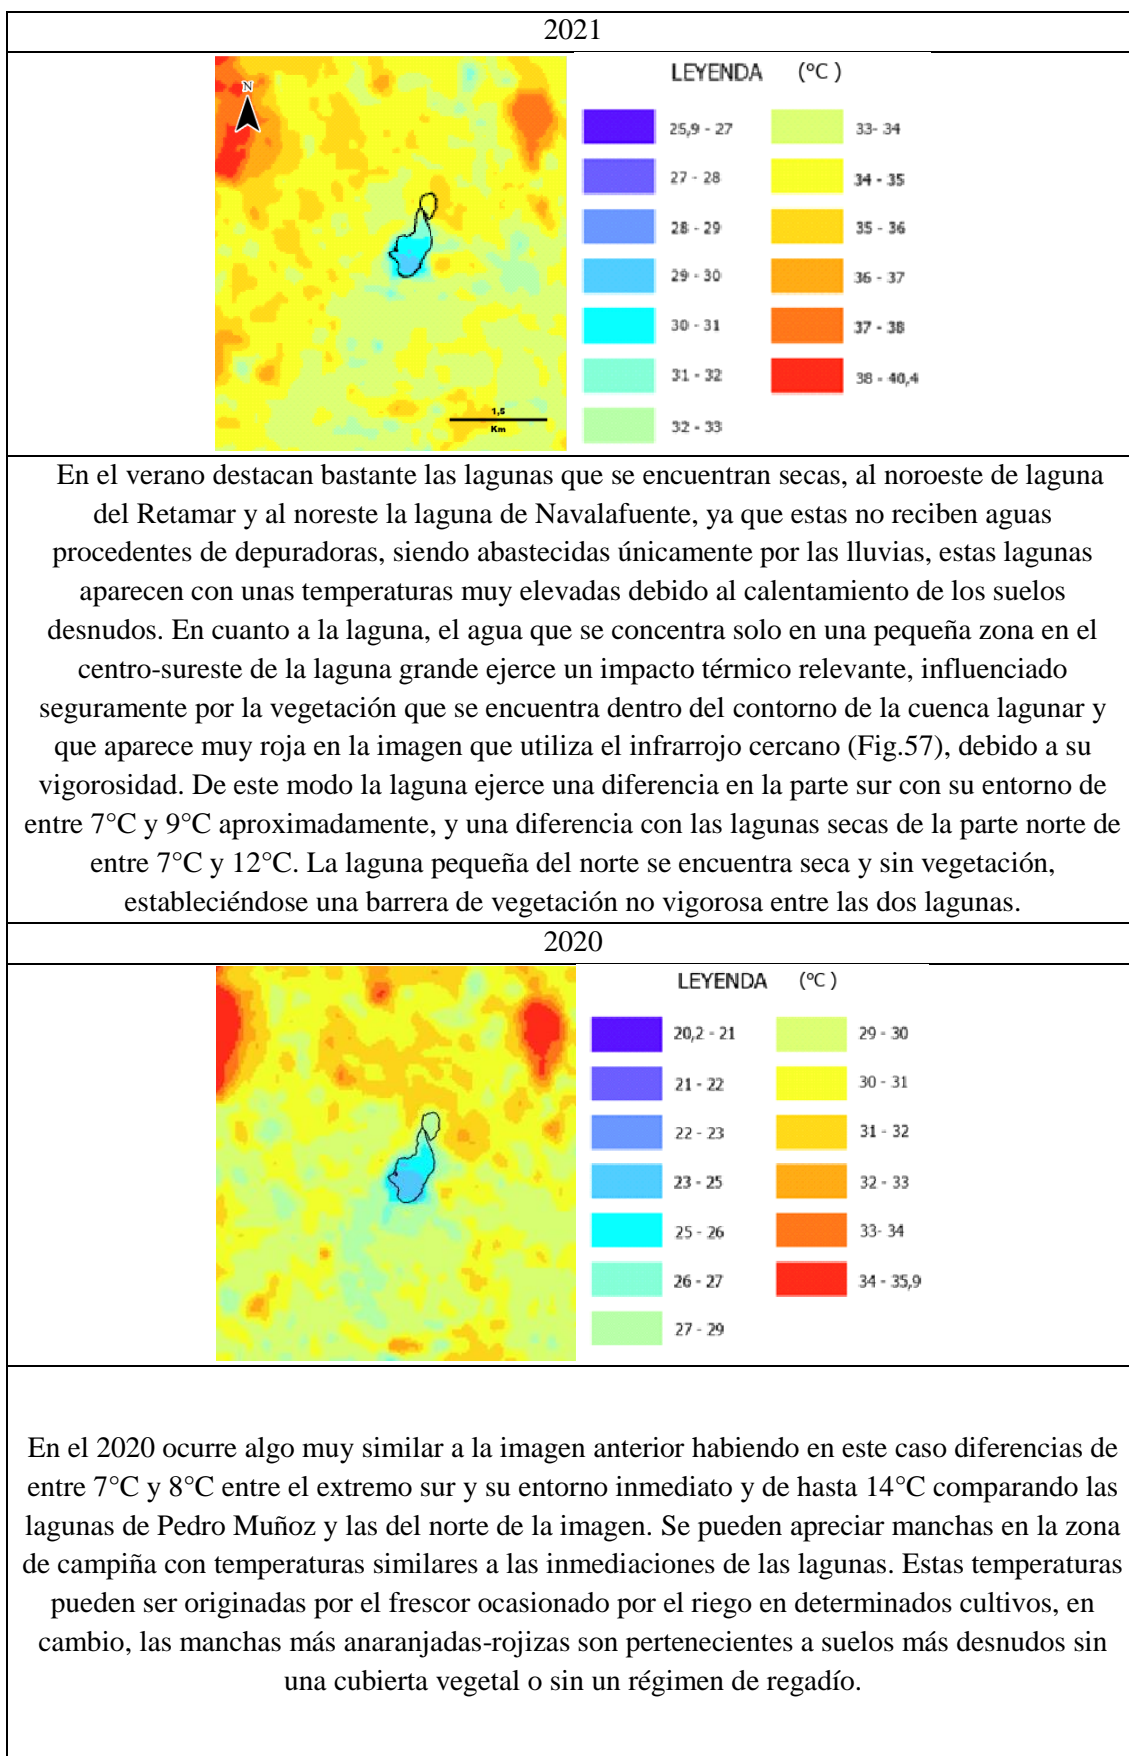 2021
N
1,5
Km
LEYENDA (ºC )
25,9 - 27
27 - 28
28 - 29
29 - 30
30 - 31
31 - 32
32 - 33
33- 34
34 - 35
35 - 36
36 - 37
37 - 38
38 - 40,4
En el verano destacan bastante las lagunas que se encuentran secas, al noroeste de laguna
del Retamar y al noreste la laguna de Navalafuente, ya que estas no reciben aguas
procedentes de depuradoras, siendo abastecidas únicamente por las lluvias, estas lagunas
aparecen con unas temperaturas muy elevadas debido al calentamiento de los suelos
desnudos. En cuanto a la laguna, el agua que se concentra solo en una pequeña zona en el
centro-sureste de la laguna grande ejerce un impacto térmico relevante, influenciado
seguramente por la vegetación que se encuentra dentro del contorno de la cuenca lagunar y
que aparece muy roja en la imagen que utiliza el infrarrojo cercano (Fig.57), debido a su
vigorosidad. De este modo la laguna ejerce una diferencia en la parte sur con su entorno de
entre 7°C y 9°C aproximadamente, y una diferencia con las lagunas secas de la parte norte de
entre 7°C y 12°C. La laguna pequeña del norte se encuentra seca y sin vegetación,
estableciéndose una barrera de vegetación no vigorosa entre las dos lagunas.
2020
LEYENDA (ºC )
20,2 - 21
21 - 22
22 - 23
23 - 25
25 - 26
26 - 27
27 - 29
29 - 30
30 - 31
31 - 32
32 - 33
33- 34
34 - 35,9
En el 2020 ocurre algo muy similar a la imagen anterior habiendo en este caso diferencias de
entre 7°C y 8°C entre el extremo sur y su entorno inmediato y de hasta 14°C comparando las
lagunas de Pedro Muñoz y las del norte de la imagen. Se pueden apreciar manchas en la zona
de campiña con temperaturas similares a las inmediaciones de las lagunas. Estas temperaturas
pueden ser originadas por el frescor ocasionado por el riego en determinados cultivos, en
cambio, las manchas más anaranjadas-rojizas son pertenecientes a suelos más desnudos sin
una cubierta vegetal o sin un régimen de regadío.